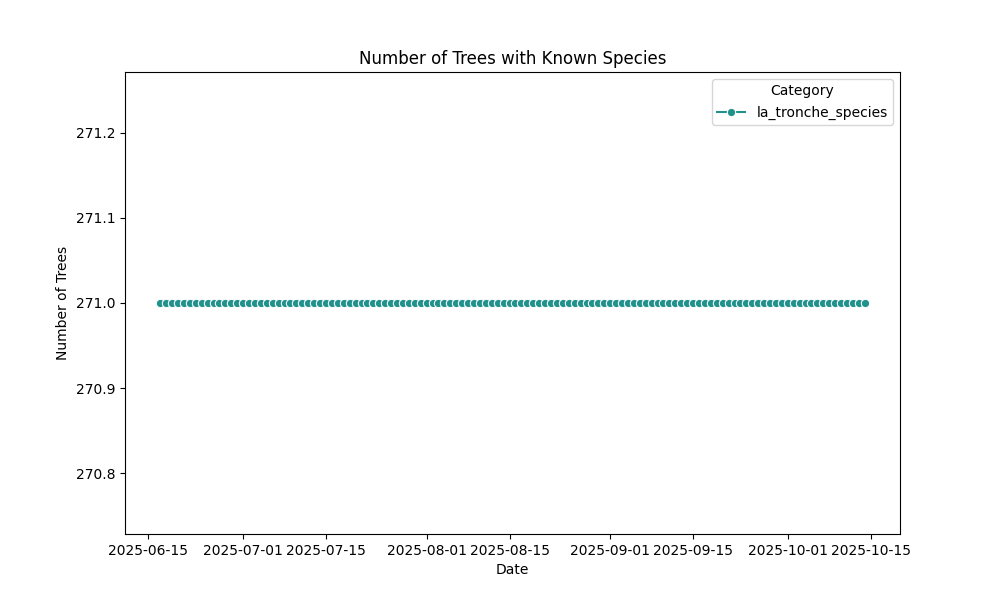 Number of Trees with Known Species
Category
la_tronche_species
271.2
271.1
271.0
270.9
270.8
Number of Trees
2025-06-15 2025-07-01 2025-07-15 2025-08-01 2025-08-15 2025-09-01 2025-09-15 2025-10-01 2025-10-15
Date